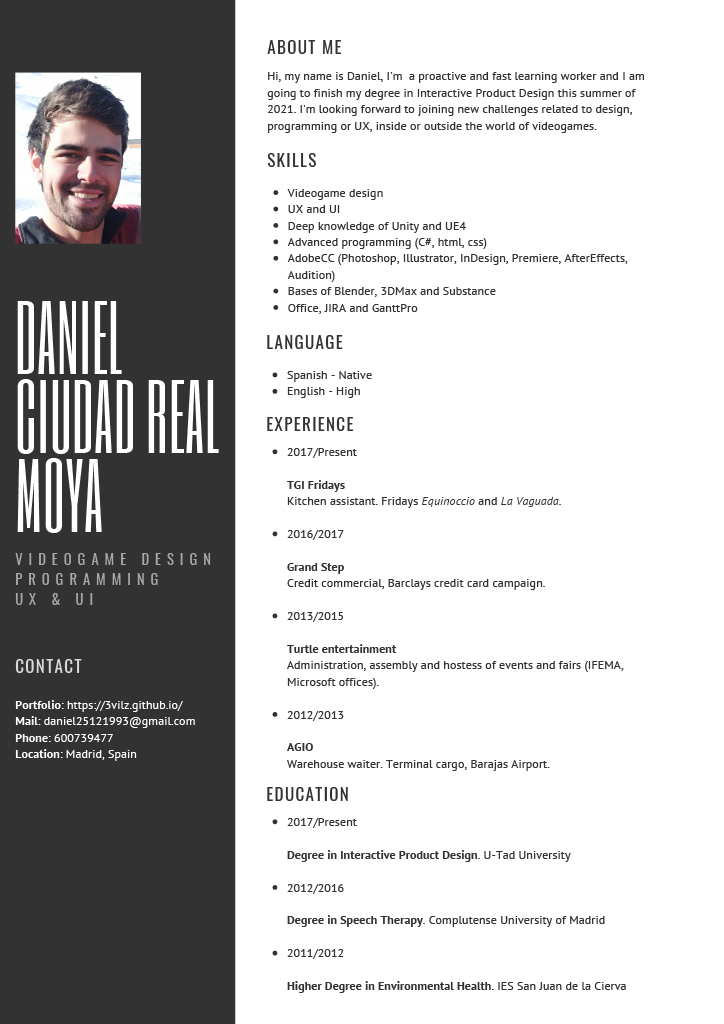 DANIEL
CIUDAD REAL
MOYA
VIDEOGAME DESIGN
PROGRAMMING
UX & UI
CONTACT
Portfolio: https://3vilz.github.io/
Mail: daniel25121993@gmail.com
Phone: 600739477
Location: Madrid, Spain
ABOUT ME
Hi, my name is Daniel, I'm  a proactive and fast learning worker and I am
going to finish my degree in Interactive Product Design this summer of
2021. I'm looking forward to joining new challenges related to design,
programming or UX, inside or outside the world of videogames.
SKILLS
• Videogame design
• UX and UI
• Deep knowledge of Unity and UE4
• Advanced programming (C#, html, css)
• AdobeCC (Photoshop, Illustrator, InDesign, Premiere, AfterEffects,
Audition)
• Bases of Blender, 3DMax and Substance
• Office, JIRA and GanttPro
LANGUAGE
• Spanish - Native
• English - High
EXPERIENCE
• 2017/Present
TGI Fridays
Kitchen assistant. Fridays Equinoccio and La Vaguada.
• 2016/2017
Grand Step
Credit commercial, Barclays credit card campaign.
• 2013/2015
Turtle entertainment
Administration, assembly and hostess of events and fairs (IFEMA,
Microsoft offices).
• 2012/2013
AGIO
Warehouse waiter. Terminal cargo, Barajas Airport.
EDUCATION
• 2017/Present
Degree in Interactive Product Design. U-Tad University
• 2012/2016
Degree in Speech Therapy. Complutense University of Madrid
• 2011/2012
Higher Degree in Environmental Health. IES San Juan de la Cierva